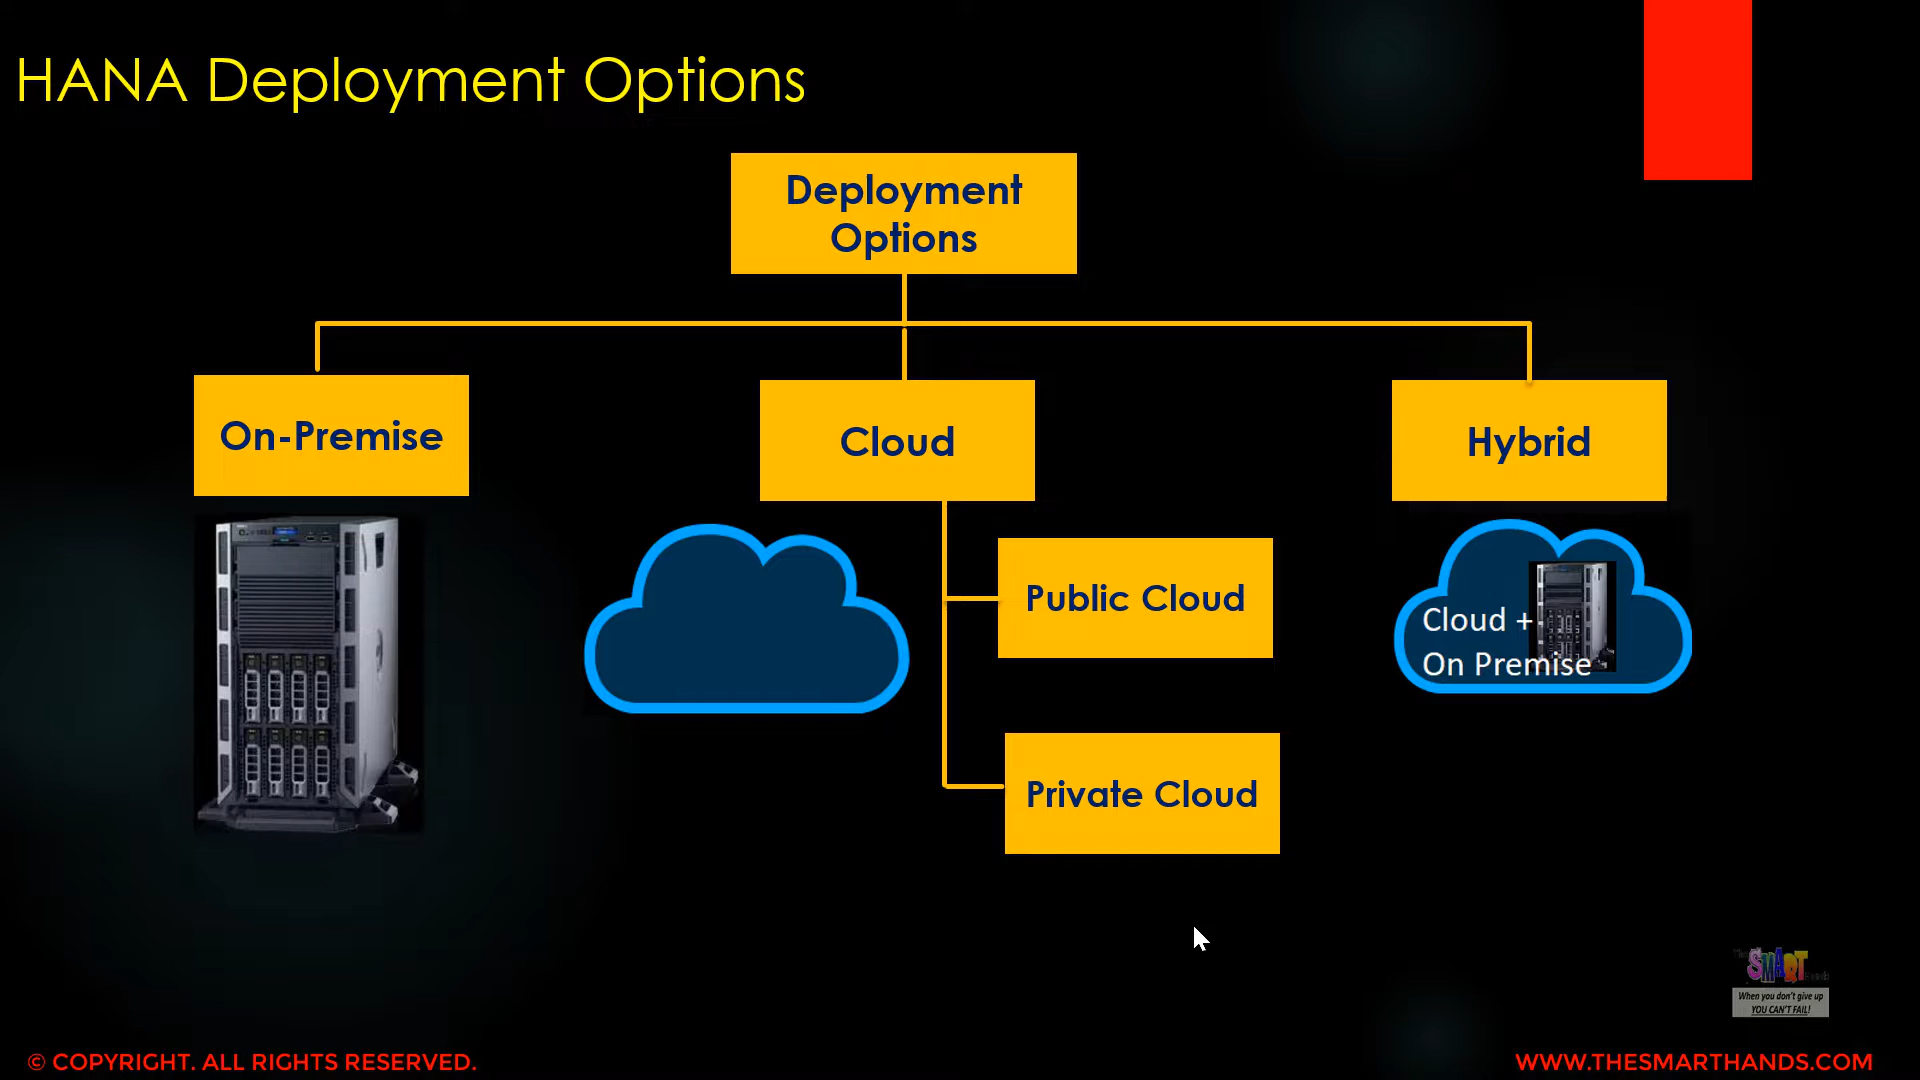 HANA Deployment Options
Deployment
Options
On-Premise
Cloud
Hybrid
Public Cloud
Cloud +
On Premise
Private Cloud
SMART
When you don't give up
YOU CAN'T FAIL!
© COPYRIGHT. ALL RIGHTS RESERVED.
WWW.THESMARTHANDS.COM